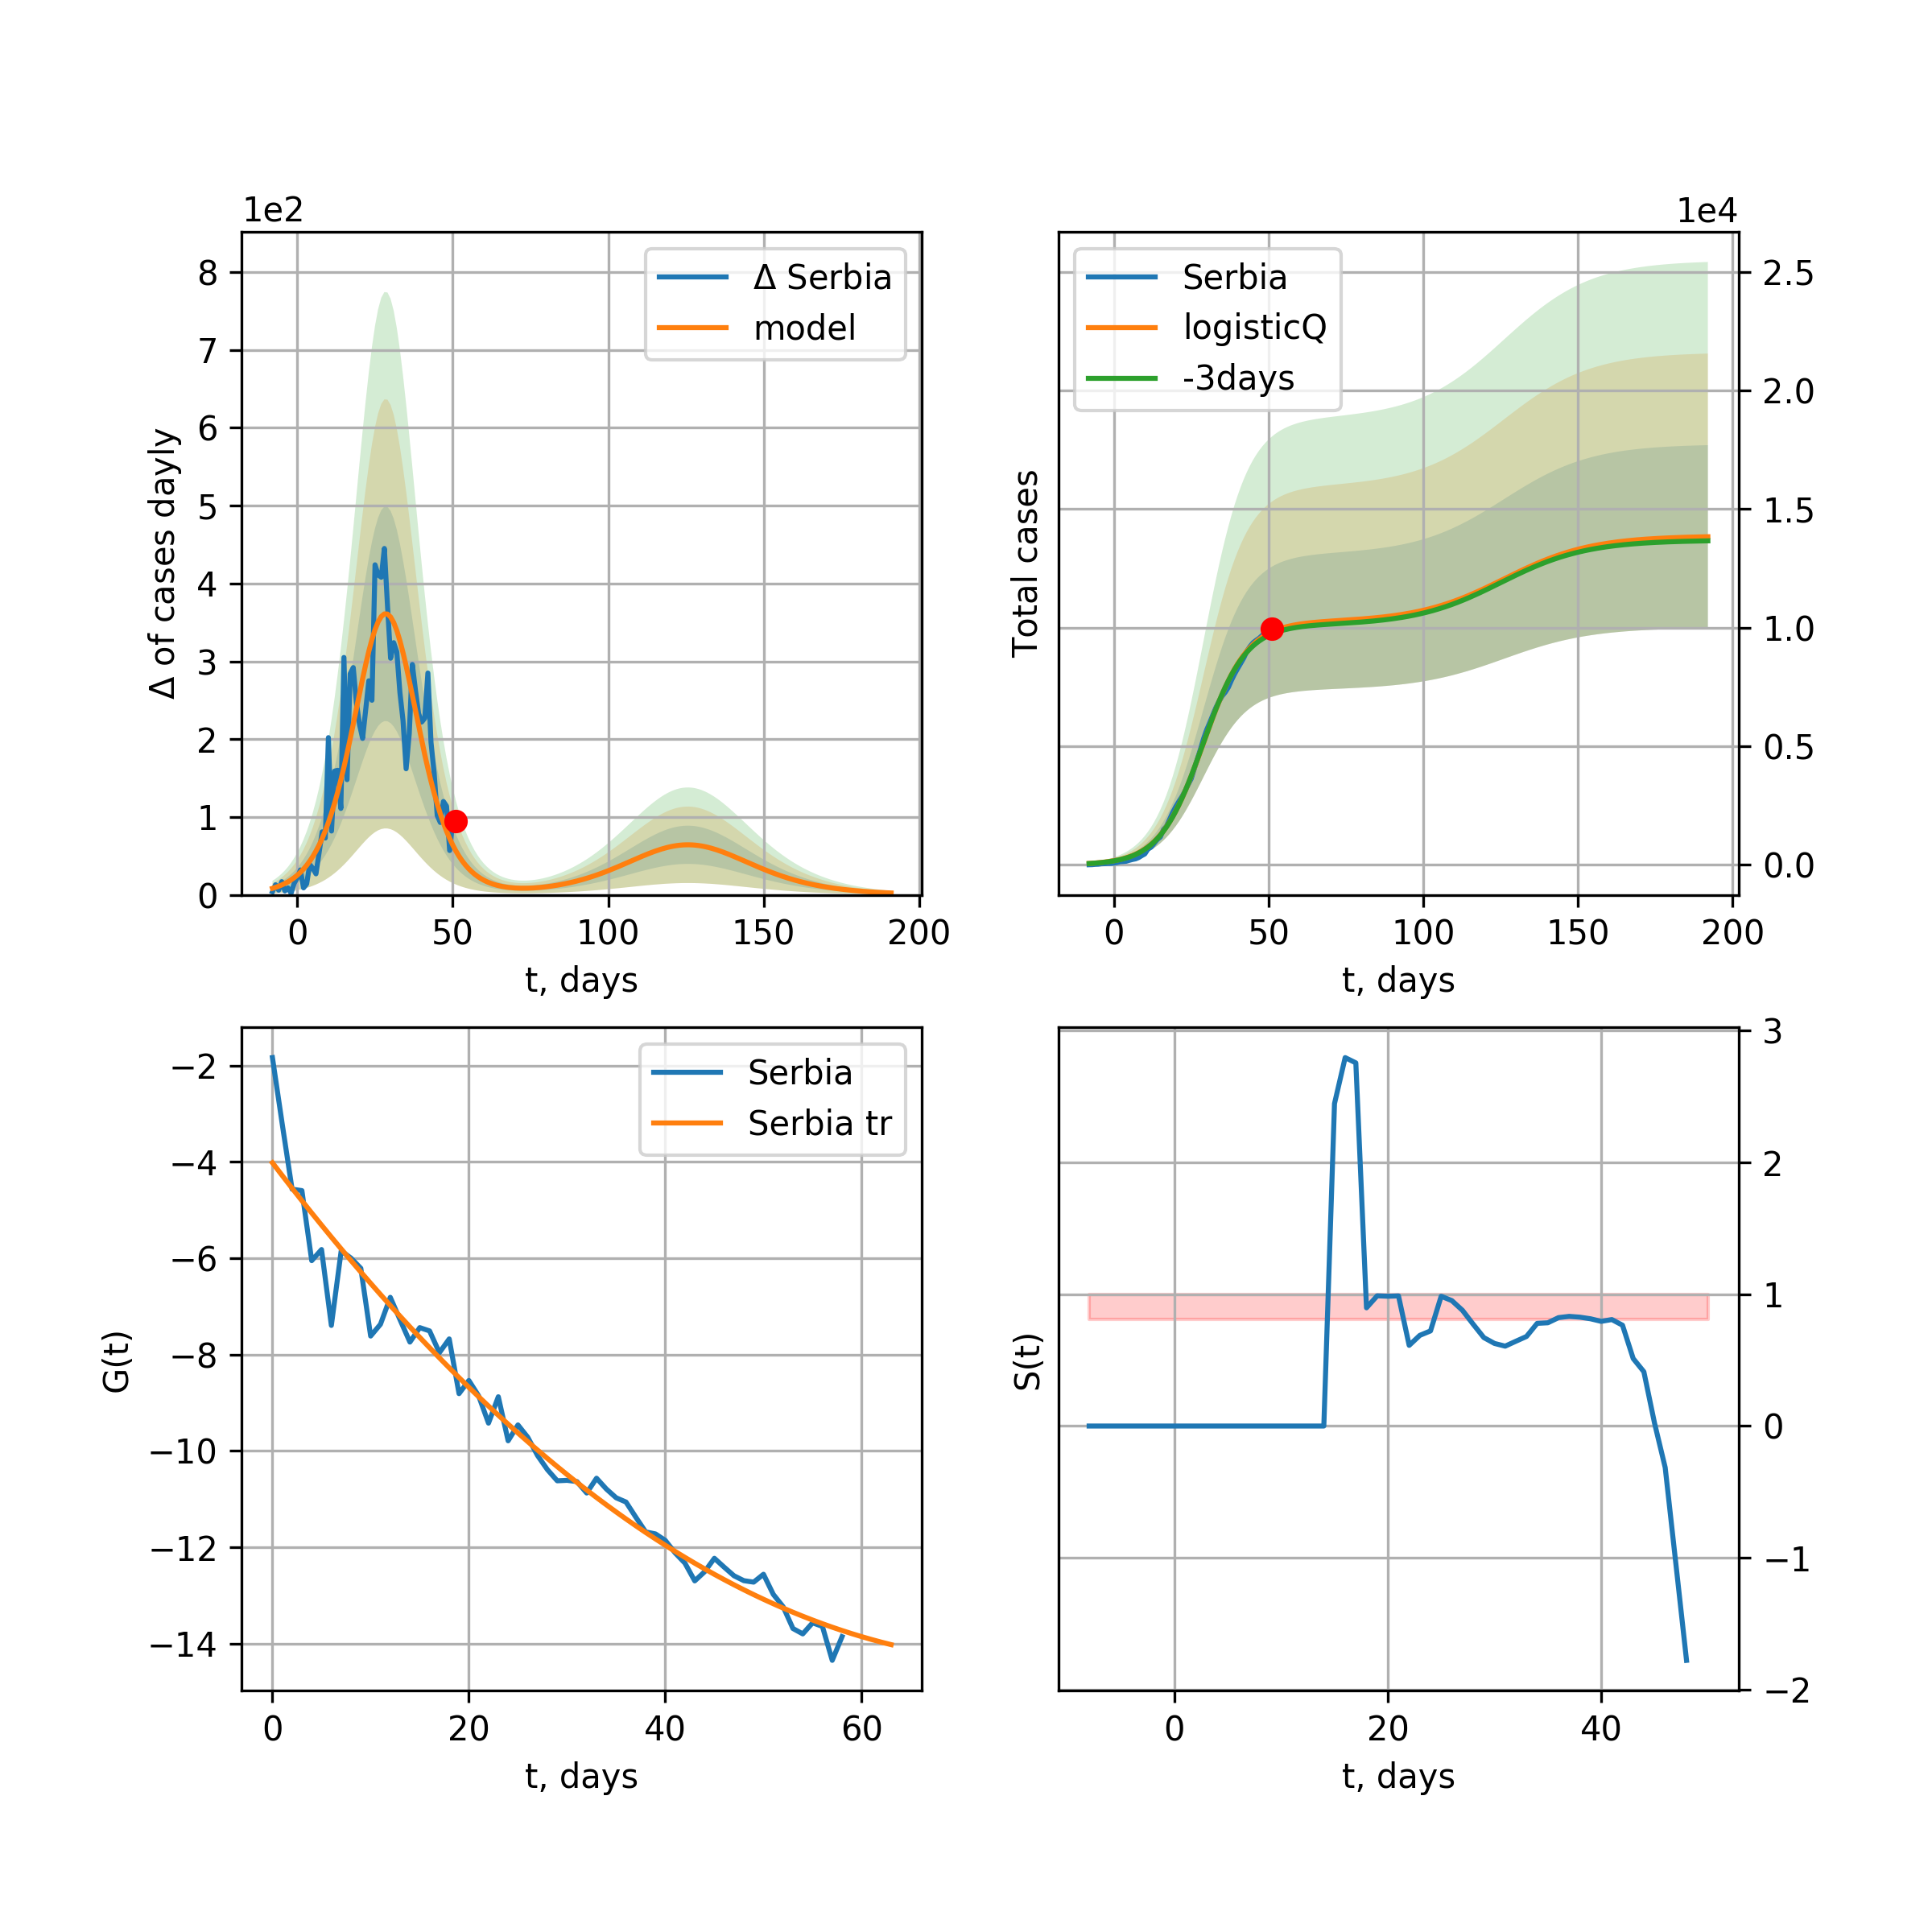 1e2
Δ of cases dayly
8
7
6
5
4
3
2
1
0
Δ Serbia
model
0 50 100 150 200
t, days
1e4
Total cases
Serbia
logisticQ
-3days
2.5
2.0
1.5
1.0
0.5
0.0
0 50 100 150 200
t, days
G(t)
−2
−4
−6
−8
−10
−12
−14
Serbia
Serbia tr
0 20 40 60
t, days
S(t)
3
2
1
0
−1
−2
0 20 40
t, days